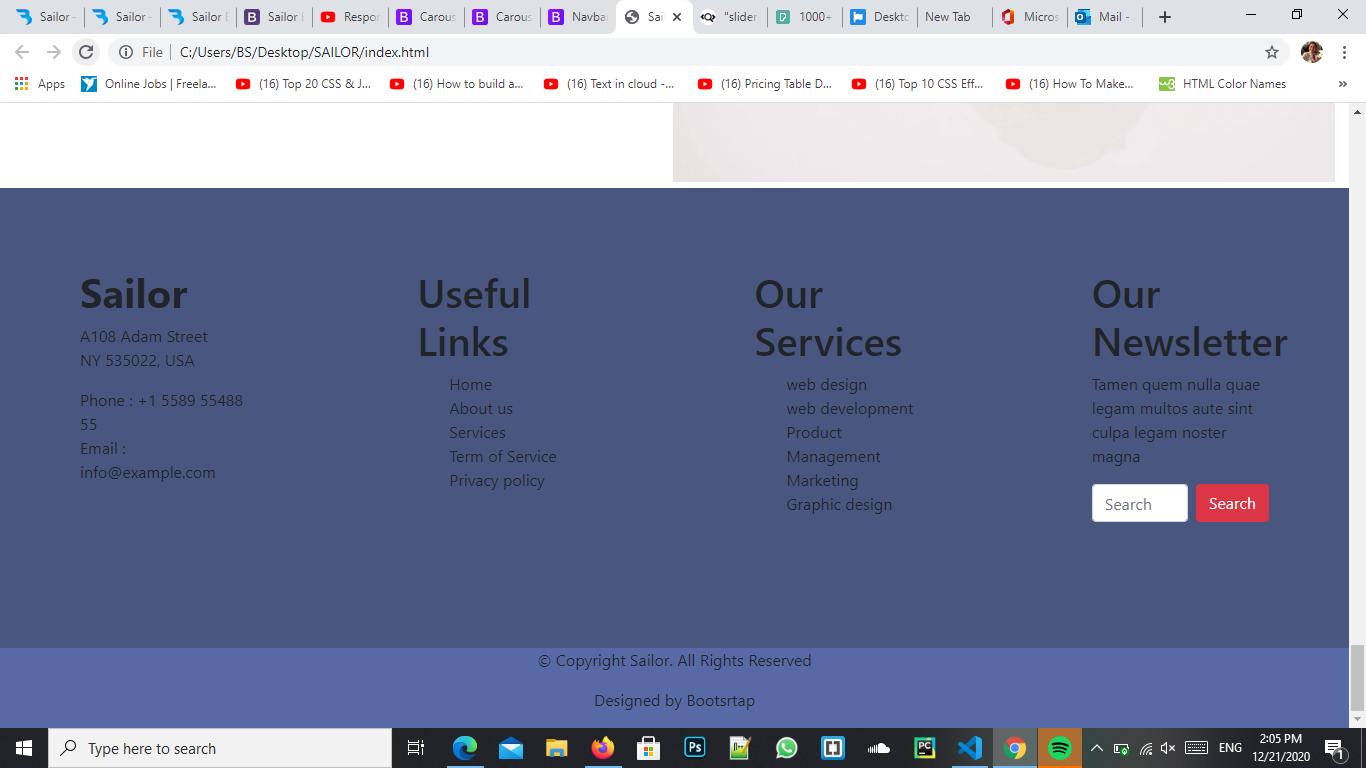 Sailor -
Sailor -
Sailor B
Sailor B
Respor
Carous
Carous
Navbar
Sai
"slider
1000+
Deskto
New Tab
Micros
Mail -
File
C:/Users/BS/Desktop/SAILOR/index.html
Apps
Online Jobs | Freela...
(16) Top 20 CSS & J...
(16) How to build a...
(16) Text in cloud -...
(16) Pricing Table D...
(16) Top 10 CSS Eff...
(16) How To Make...
HTML Color Names
»
Sailor
A108 Adam Street
NY 535022, USA
Phone : +1 5589 55488
55
Email :
info@example.com
Useful
Links
Home
About us
Services
Term of Service
Privacy policy
Our
Services
web design
web development
Product
Management
Marketing
Graphic design
Our
Newsletter
Tamen quem nulla quae
legam multos aute sint
culpa legam noster
magna
Search
Search
© Copyright Sailor. All Rights Reserved
Designed by Bootsrtap
Type here to search
Ps
PC
ENG
2:05 PM
12/21/2020
1